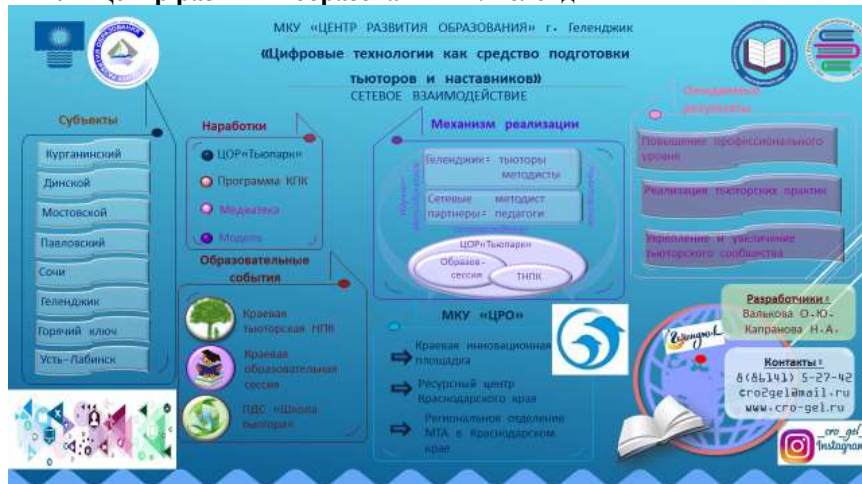 МКУ «ЦЕНТР РАЗВИТИЯ ОБРАЗОВАНИЯ» г. Геленджик
«Цифровые технологии как средство подготовки
тьюторов и наставников»
СЕТЕВОЕ ВЗАИМОДЕЙСТВИЕ
Субъекты
Курганинский
Динской
Мостовской
Павловский
Сочи
Геленджик
Горячий ключ
Усть-Лабинск
Наработки
ЦОР«Тьюпарк»
Программа КПК
Медиатека
Модель
Образовательные
события
Краевая
тьюторская НПК
Краевая
образовательная
сессия
ПДС «Школа
тьютора»
Механизм реализации
Геленджик: тьюторы
методисты
Сетевые методист
партнеры: педагоги
ЦОР«Тьюпарк»
Образов.
сессия
ТНПК
МКУ «ЦРО»
Краевая инновационная
площадка
Ресурсный центр
Краснодарского края
Региональное отделение
МТА в Краснодарском
крае
Ожидаемые
результаты
Повышение профессионального
уровня
Реализация тьюторских практик
Укрепление и увеличение
тьюторского сообщества
Геленджик
Разработчики:
Валькова О.Ю.
Капранова Н.А.
Контакты:
8(86141) 5-27-42
cro2gel@mail.ru
www.cro-gel.ru
_cro_gel_
Instagram